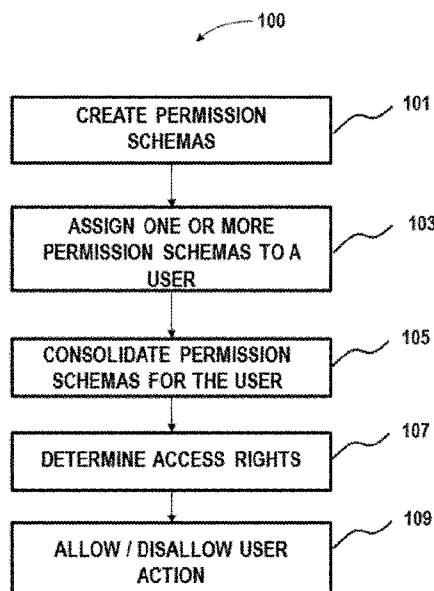 100
CREATE PERMISSION
SCHEMAS
101
ASSIGN ONE OR MORE
PERMISSION SCHEMAS TO A
USER
103
CONSOLIDATE PERMISSION
SCHEMAS FOR THE USER
105
DETERMINE ACCESS RIGHTS
107
ALLOW / DISALLOW USER
ACTION
109